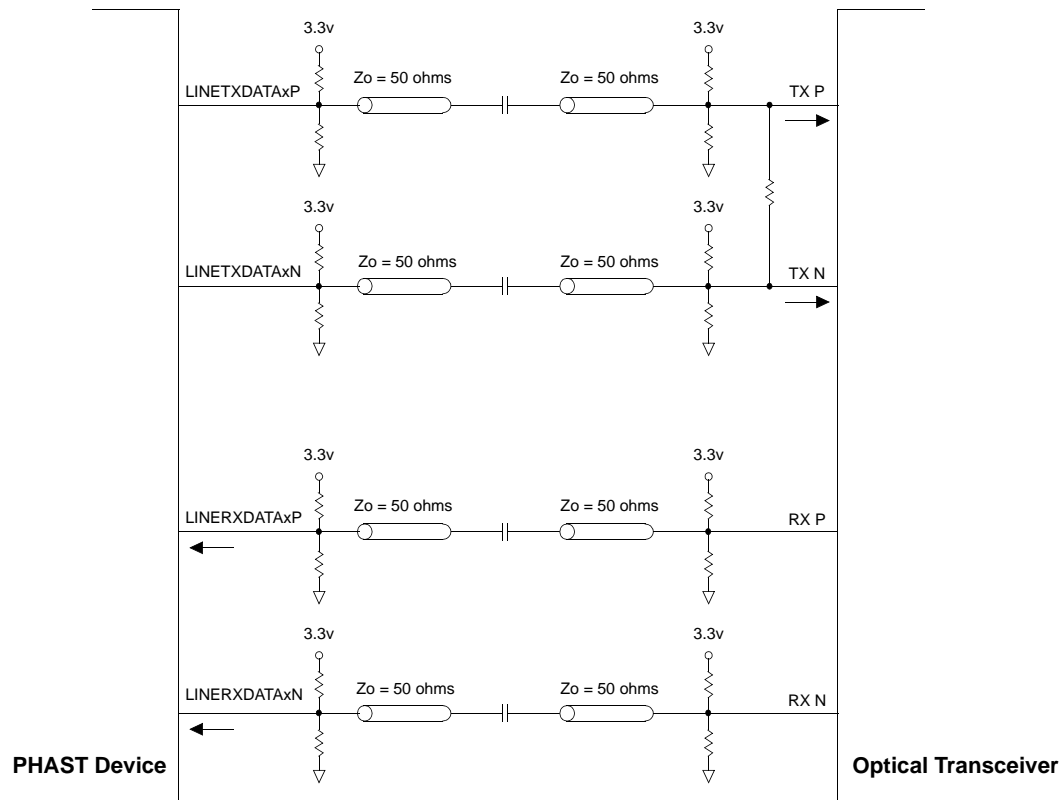 3.3v 3.3v
Zo = 50 ohms Zo = 50 ohms
LINETXDATAxP TX P
3.3v 3.3v
Zo = 50 ohms Zo = 50 ohms
LINETXDATAxN TX N
3.3v 3.3v
Zo = 50 ohms Zo = 50 ohms
LINERXDATAxP RX P
3.3v 3.3v
Zo = 50 ohms Zo = 50 ohms
LINERXDATAxN RX N
PHAST Device Optical Transceiver